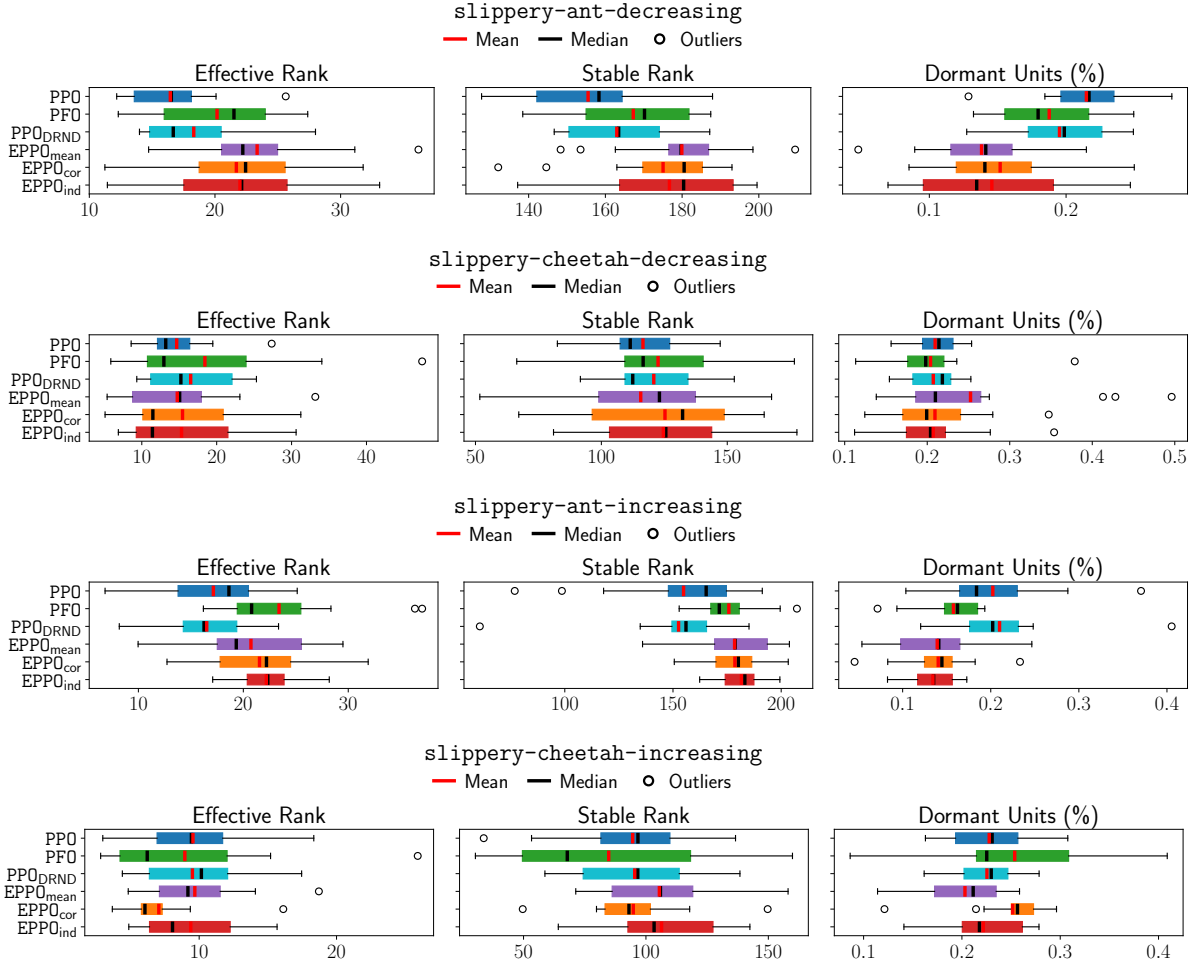 slippery-ant-decreasing
Mean Median Outliers
Effective Rank Stable Rank Dormant Units (%)
PPO
PFO
PPO_DRND
EPPO_mean
EPPO_cor
EPPO_ind
10 20 30 140 160 180 200 0.1 0.2
slippery-cheetah-decreasing
Mean Median Outliers
Effective Rank Stable Rank Dormant Units (%)
PPO
PFO
PPO_DRND
EPPO_mean
EPPO_cor
EPPO_ind
10 20 30 40 50 100 150 0.1 0.2 0.3 0.4 0.5
slippery-ant-increasing
Mean Median Outliers
Effective Rank Stable Rank Dormant Units (%)
PPO
PFO
PPO_DRND
EPPO_mean
EPPO_cor
EPPO_ind
10 20 30 100 150 200 0.1 0.2 0.3 0.4
slippery-cheetah-increasing
Mean Median Outliers
Effective Rank Stable Rank Dormant Units (%)
PPO
PFO
PPO_DRND
EPPO_mean
EPPO_cor
EPPO_ind
10 20 50 100 150 0.1 0.2 0.3 0.4